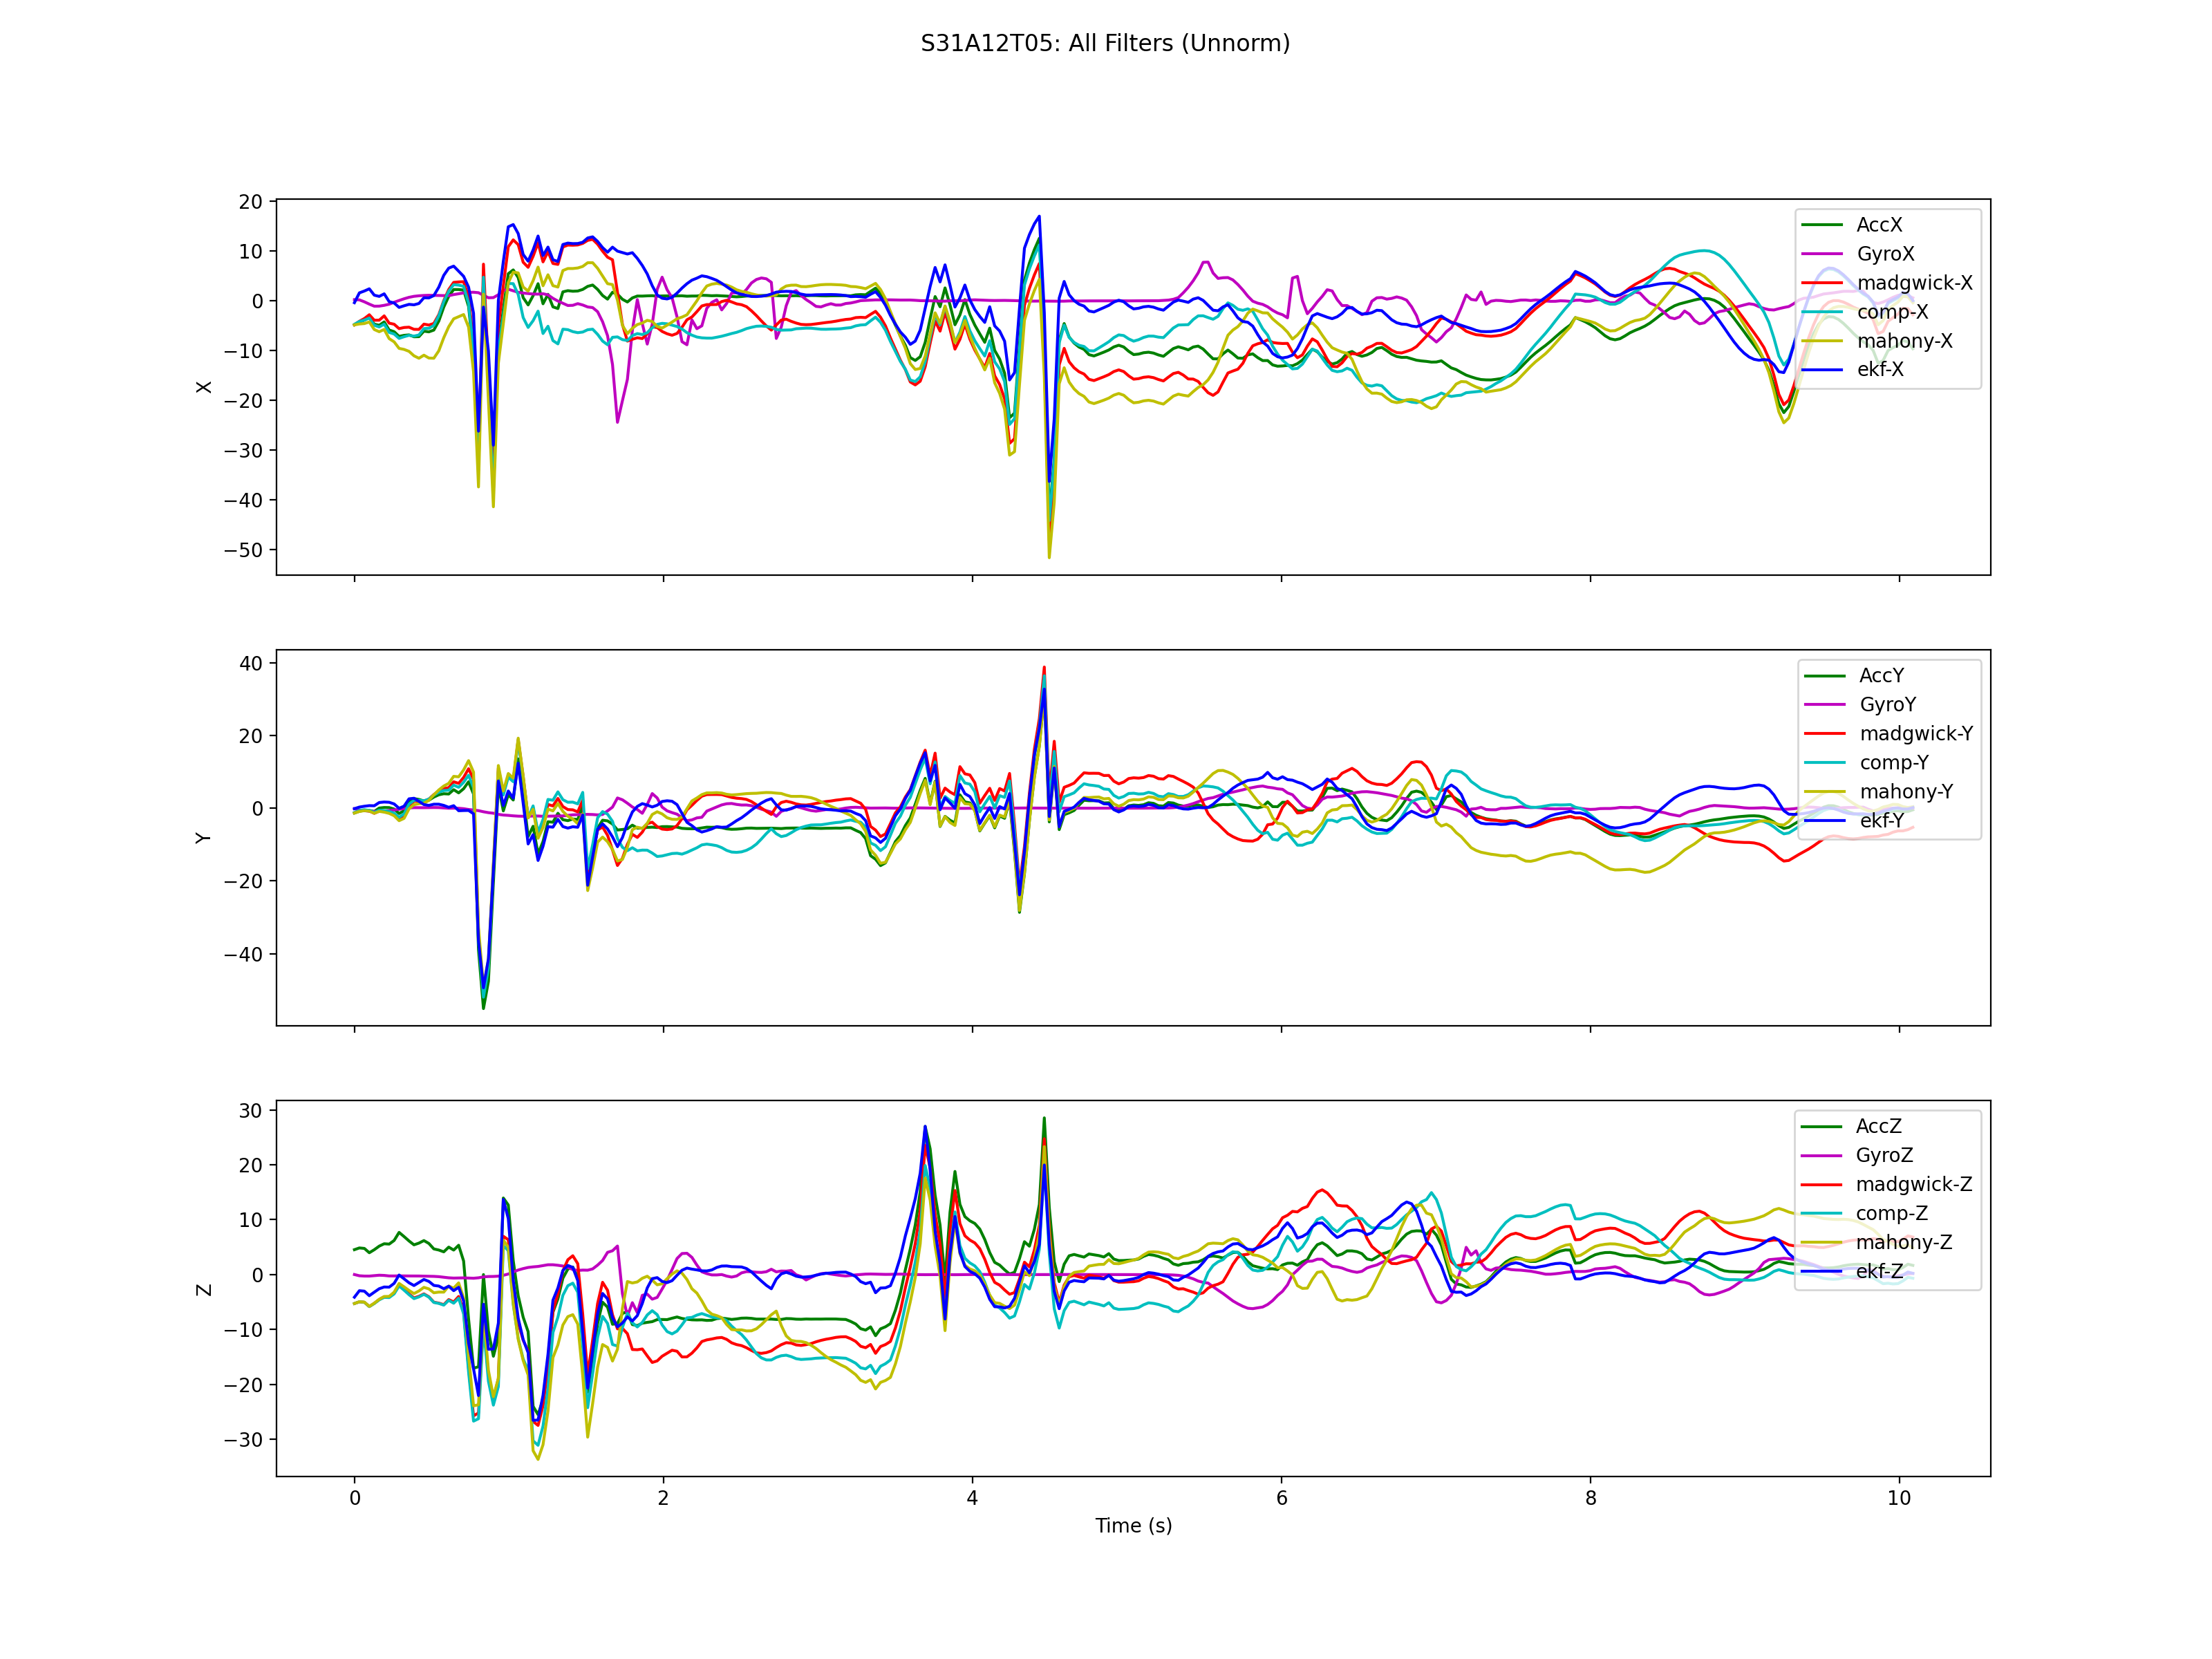 S31A12T05: All Filters (Unnorm)
20
10
0
−10
−20
−30
−40
−50
X
AccX
GyroX
madgwick-X
comp-X
mahony-X
ekf-X
40
20
0
−20
−40
Y
AccY
GyroY
madgwick-Y
comp-Y
mahony-Y
ekf-Y
30
20
10
0
−10
−20
−30
Z
AccZ
GyroZ
madgwick-Z
comp-Z
mahony-Z
ekf-Z
0 2 4 6 8 10
Time (s)